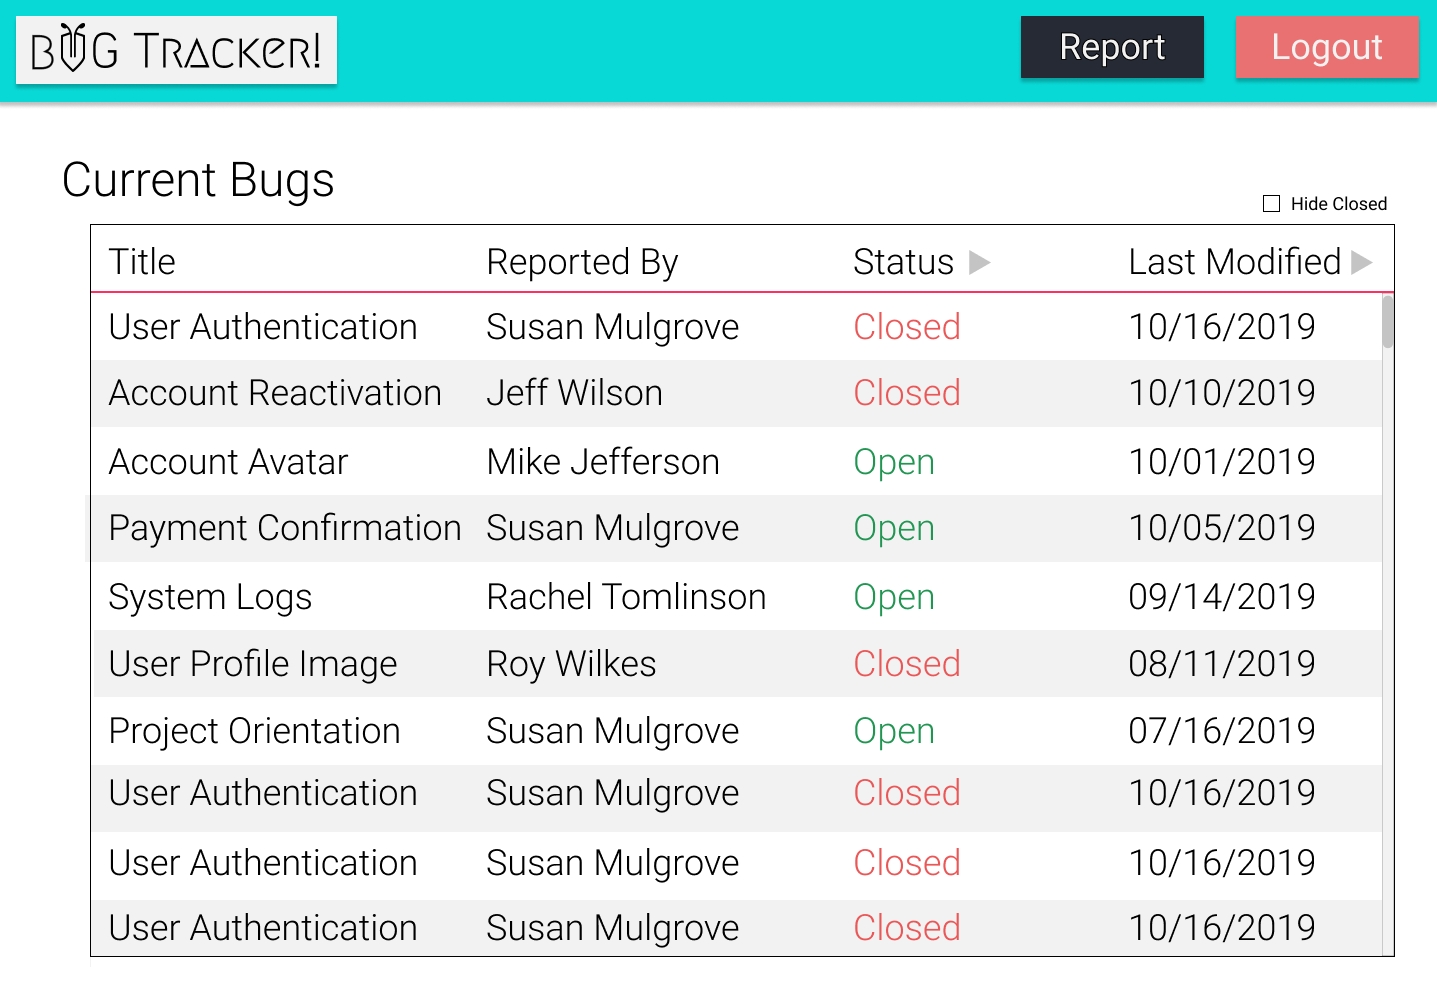 BUG TRACKER! Report Logout
Current Bugs
Hide Closed
Title Reported By Status Last Modified
User Authentication Susan Mulgrove Closed 10/16/2019
Account Reactivation Jeff Wilson Closed 10/10/2019
Account Avatar Mike Jefferson Open 10/01/2019
Payment Confirmation Susan Mulgrove Open 10/05/2019
System Logs Rachel Tomlinson Open 09/14/2019
User Profile Image Roy Wilkes Closed 08/11/2019
Project Orientation Susan Mulgrove Open 07/16/2019
User Authentication Susan Mulgrove Closed 10/16/2019
User Authentication Susan Mulgrove Closed 10/16/2019
User Authentication Susan Mulgrove Closed 10/16/2019